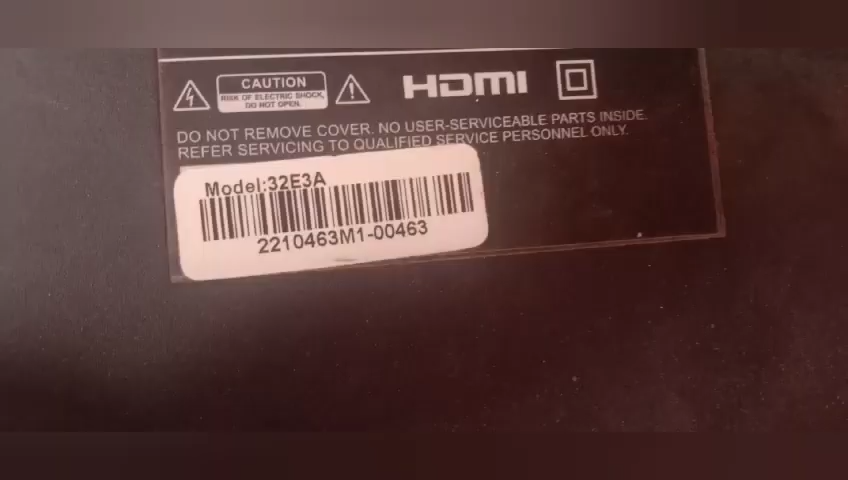 CAUTION
RISK OF ELECTRIC SHOCK,
DO NOT OPEN.
HDMI
DO NOT REMOVE COVER. NO USER-SERVICEABLE PARTS INSIDE.
REFER SERVICING TO QUALIFIED SERVICE PERSONNEL ONLY.
Model:32E3A
2210463M1-00463